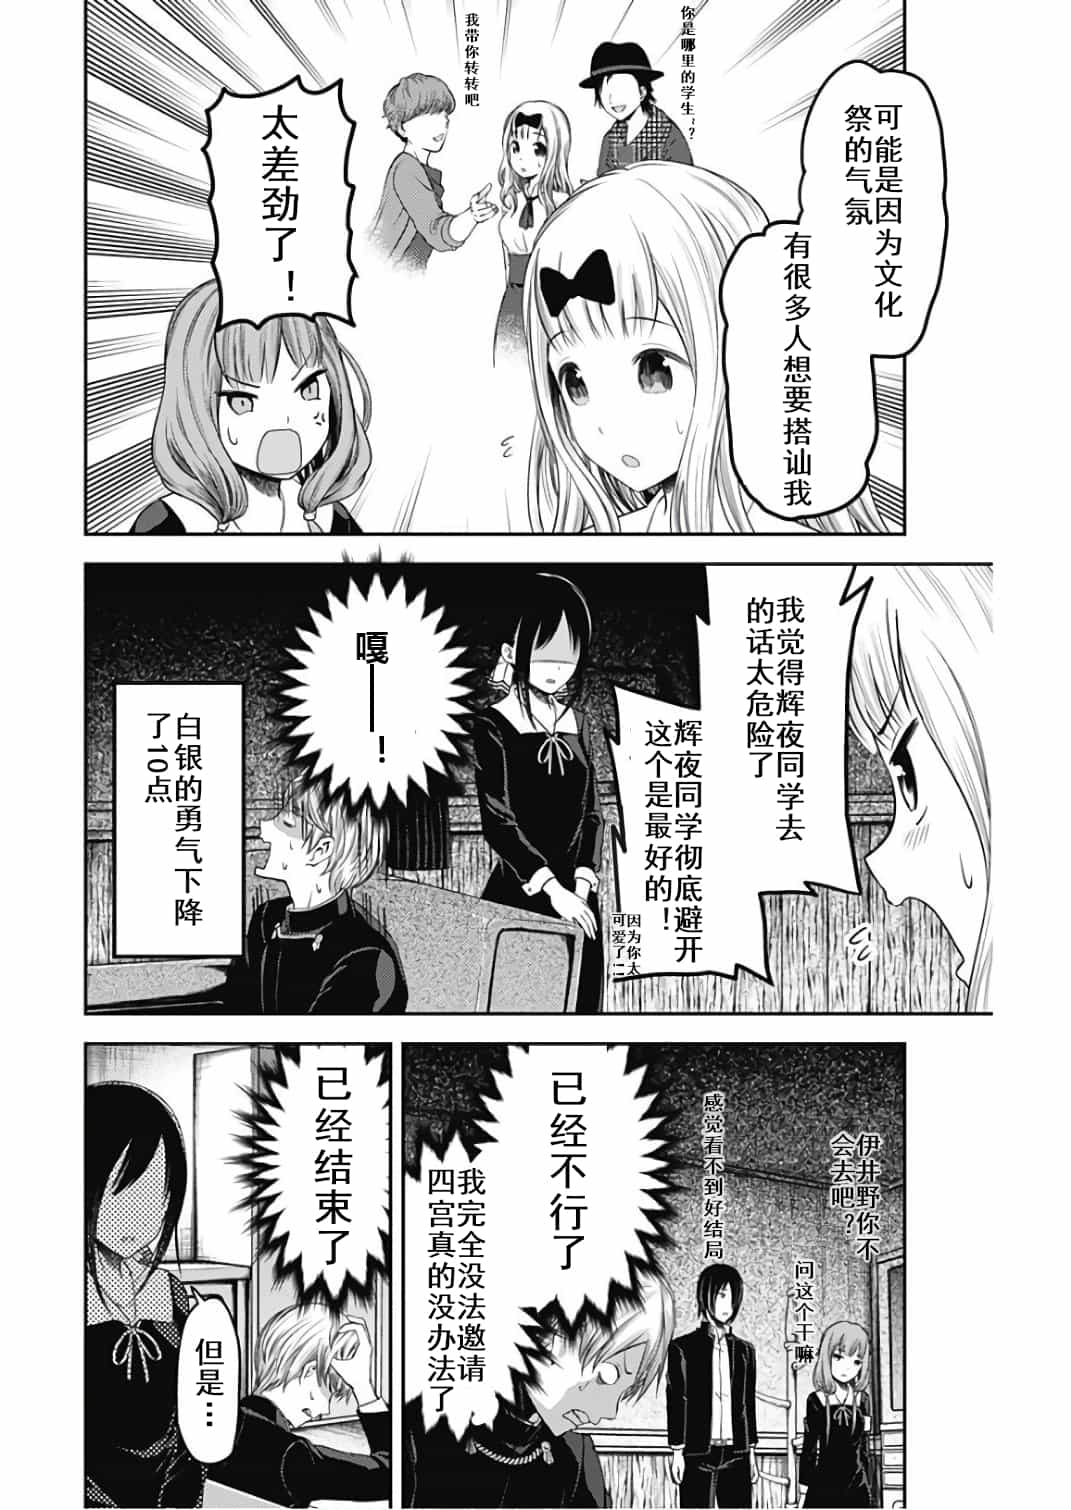 可能是因为文化
祭的气氛
有很多人想要搭讪我
你是哪里的学生~?
我带你转转吧
太差劲了!
我觉得辉夜同学去
的话太危险了
辉夜同学彻底避开
这个是最好的!
因为你太
可爱了!!
嘎——!
白银的勇气下降
了10点
伊井野你不
会去吧?
问这个干嘛
感觉看不到好结局
已经不行了
我完全没法邀请
四宫真的没办法了
已经结束了
但是…